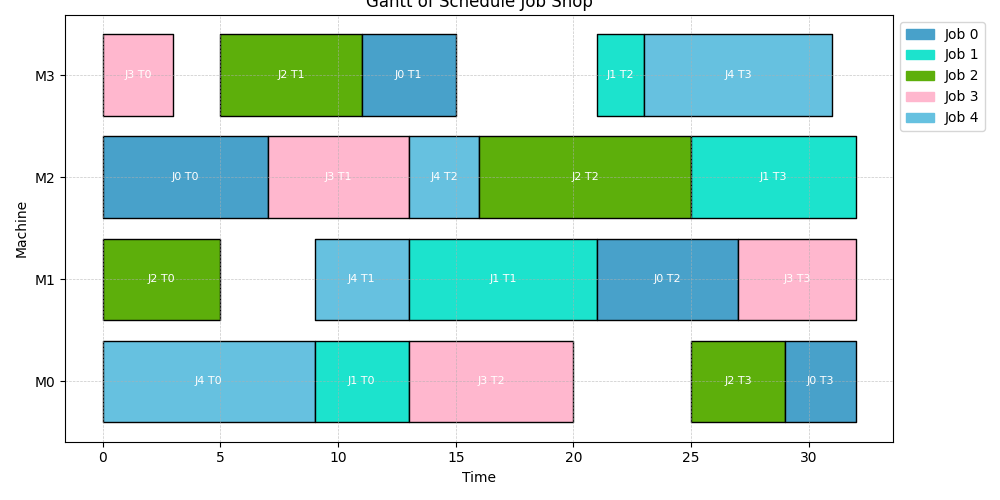 Gantt of Schedule Job Shop
M3
J3 T0
J2 T1
J0 T1
J1 T2
J4 T3
M2
J0 T0
J3 T1
J4 T2
J2 T2
J1 T3
M1
J2 T0
J4 T1
J1 T1
J0 T2
J3 T3
M0
J4 T0
J1 T0
J3 T2
J2 T3
J0 T3
Machine
0 5 10 15 20 25 30
Time
Job 0
Job 1
Job 2
Job 3
Job 4